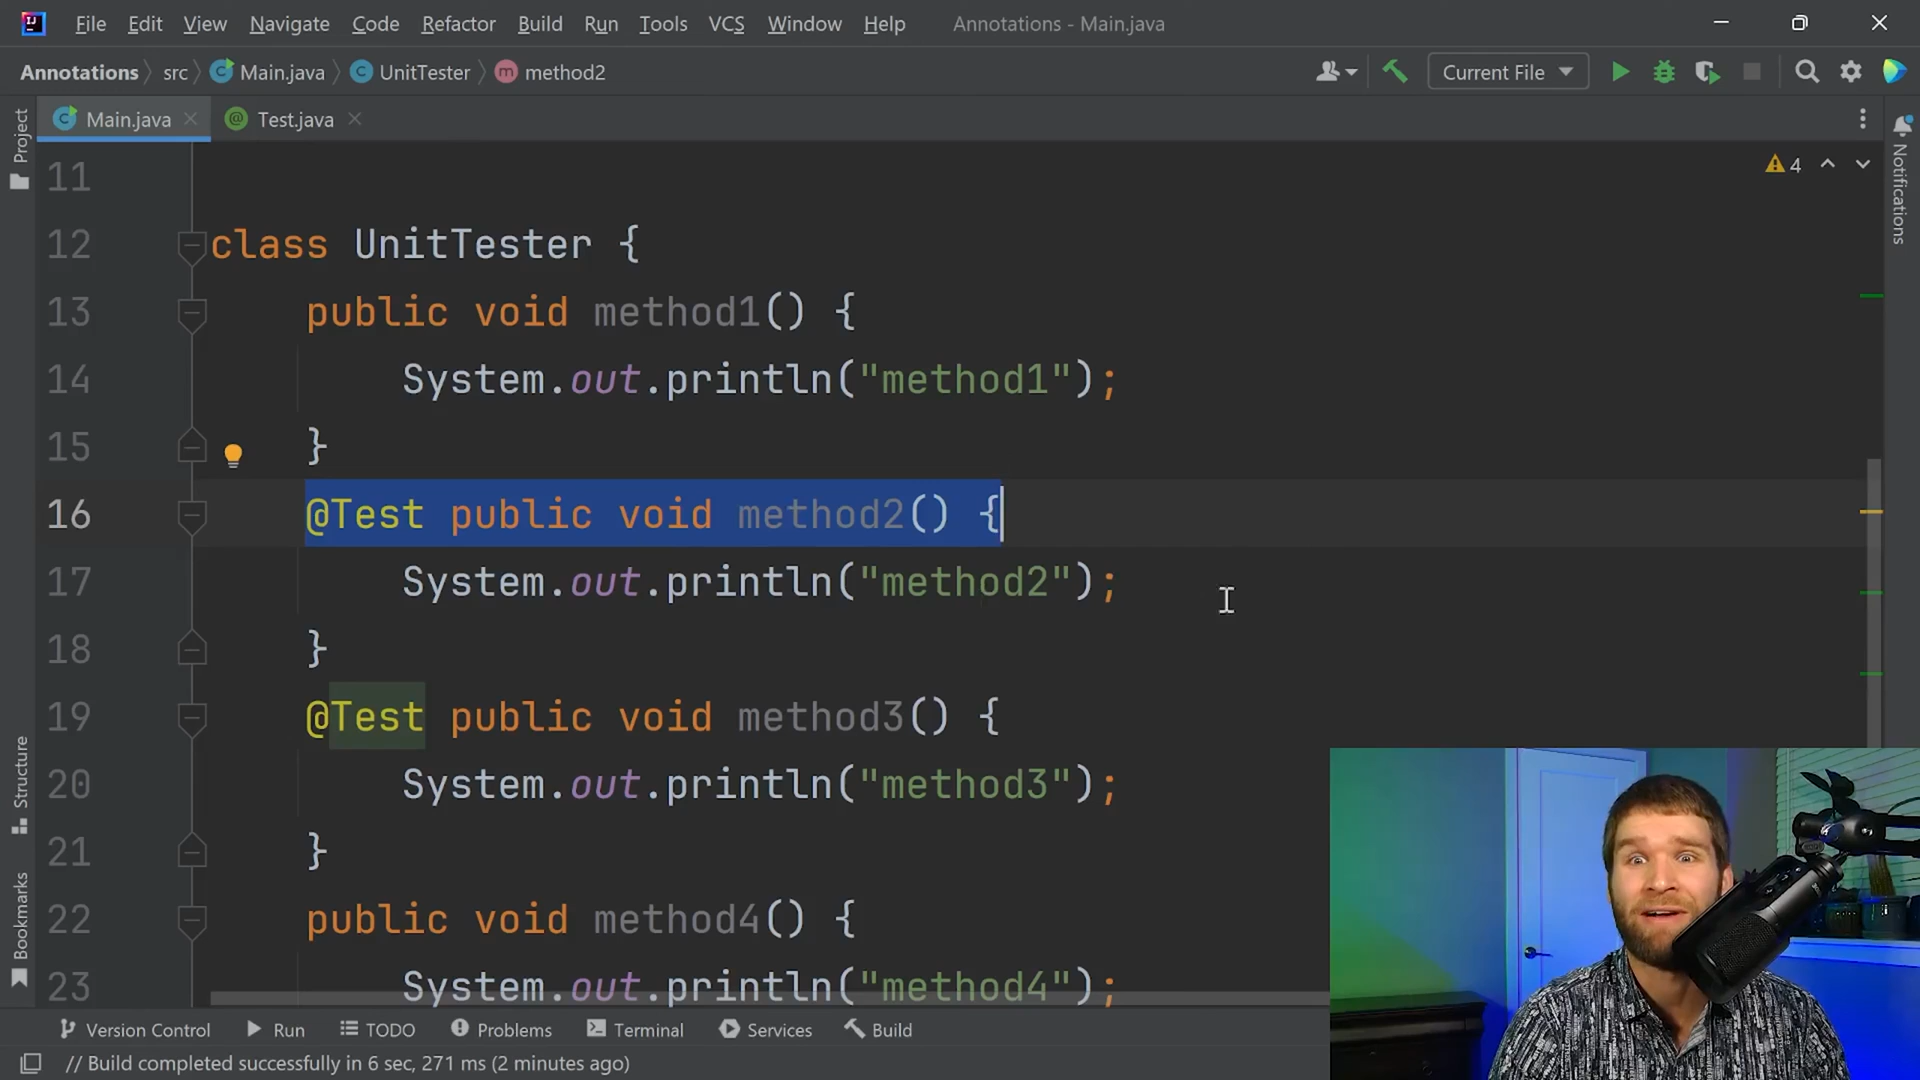 File Edit View Navigate Code Refactor Build Run Tools VCS Window Help Annotations - Main.java
Annotations src Main.java UnitTester method2 Current File
Main.java Test.java
Project
Notifications
4
11
12 class UnitTester {
13 public void method1() {
14 System.out.println("method1");
15 }
16 @Test public void method2() {
17 System.out.println("method2");
18 }
19 @Test public void method3() {
20 System.out.println("method3");
21 }
22 public void method4() {
23 System.out.println("method4");
Structure
Bookmarks
Version Control Run TODO Problems Terminal Services Build
// Build completed successfully in 6 sec, 271 ms (2 minutes ago)